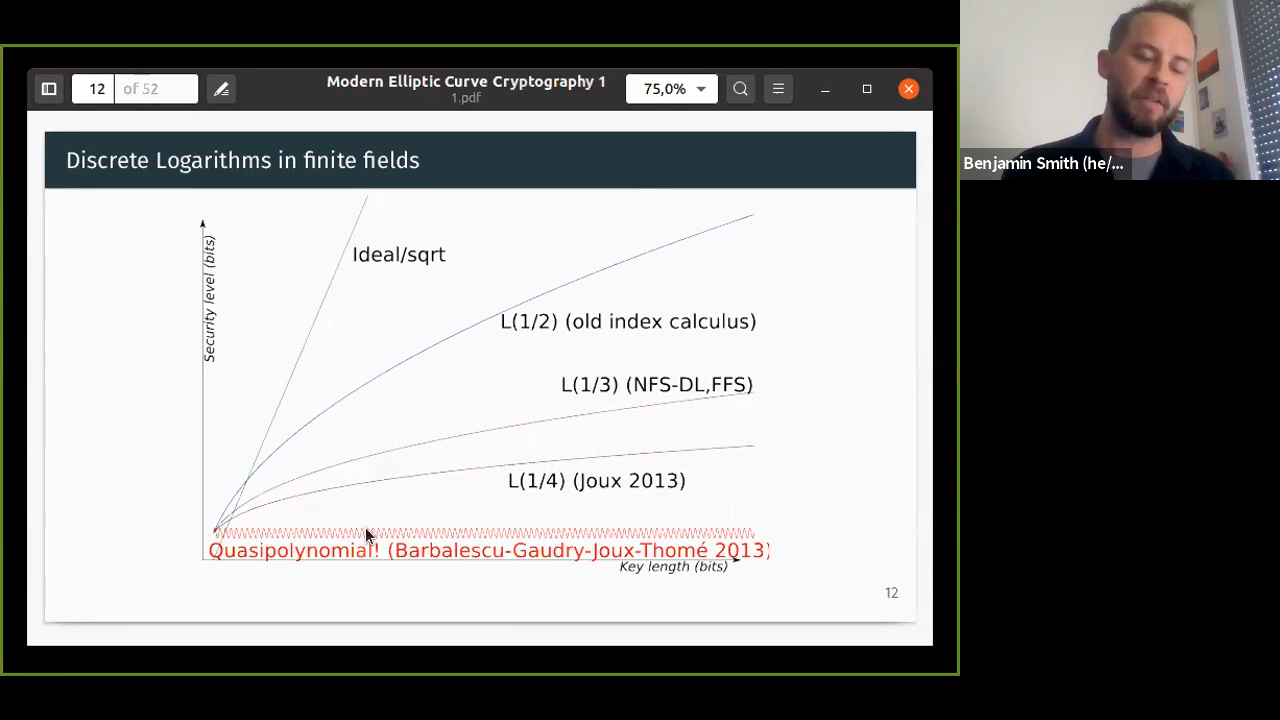 12 of 52
Modern Elliptic Curve Cryptography 1
1.pdf
75,0%
Discrete Logarithms in finite fields
Security level (bits)
Ideal/sqrt
L(1/2) (old index calculus)
L(1/3) (NFS-DL,FFS)
L(1/4) (Joux 2013)
Quasipolynomial! (Barbalescu-Gaudry-Joux-Thomé 2013)
Key length (bits)
12
Benjamin Smith (he/...